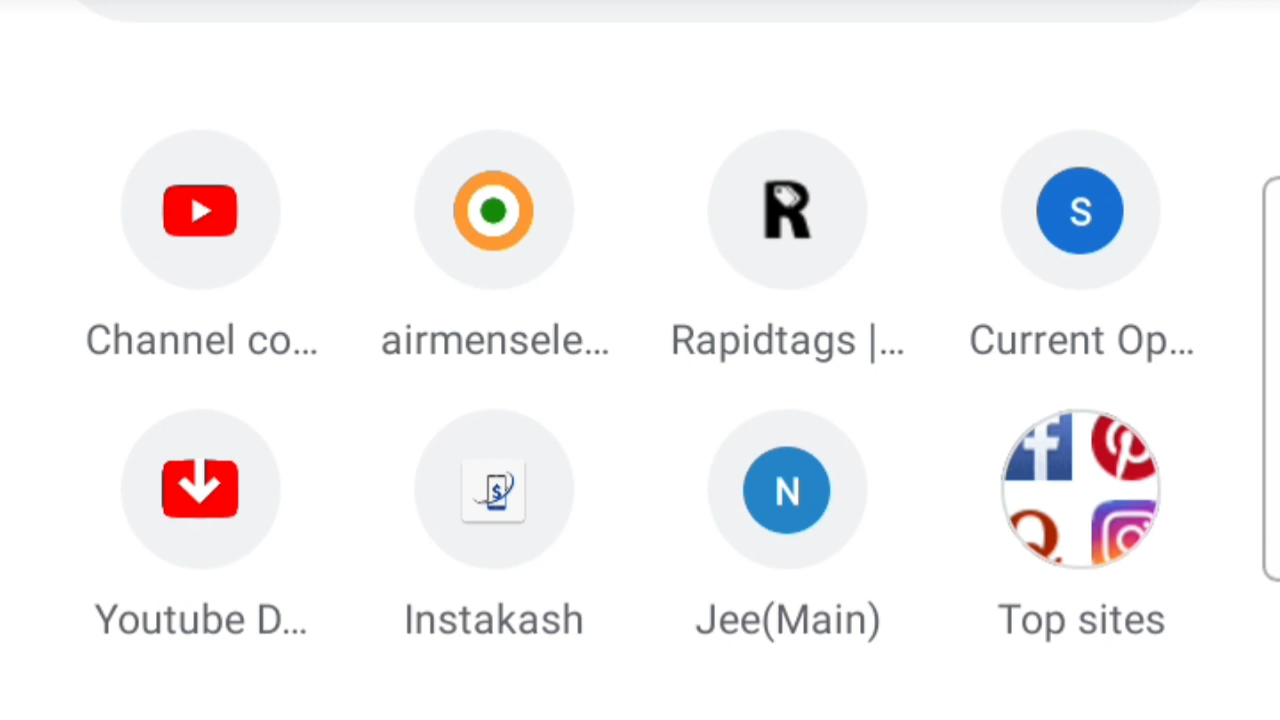 S
Channel co...
airmensele...
Rapidtags |...
Current Op...
N
Youtube D...
Instakash
Jee(Main)
Top sites